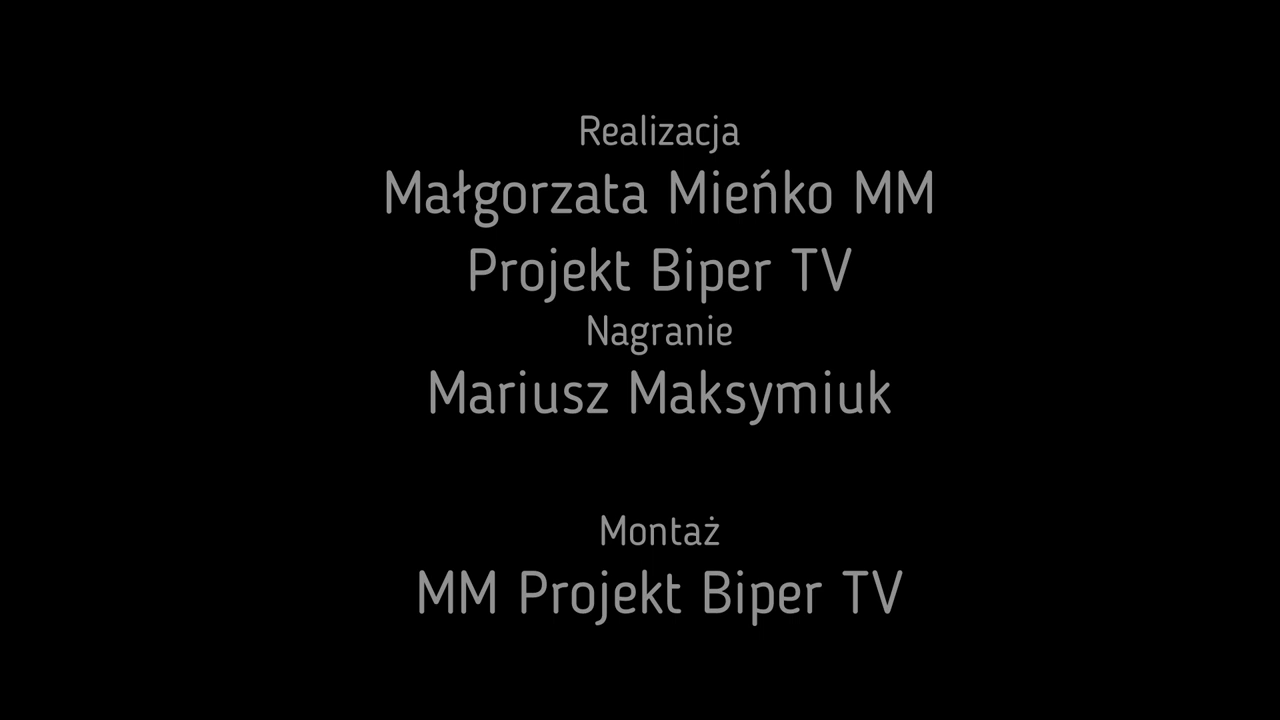 Realizacja
Małgorzata Mieńko MM
Projekt Biper TV
Nagranie
Mariusz Maksymiuk
Montaż
MM Projekt Biper TV